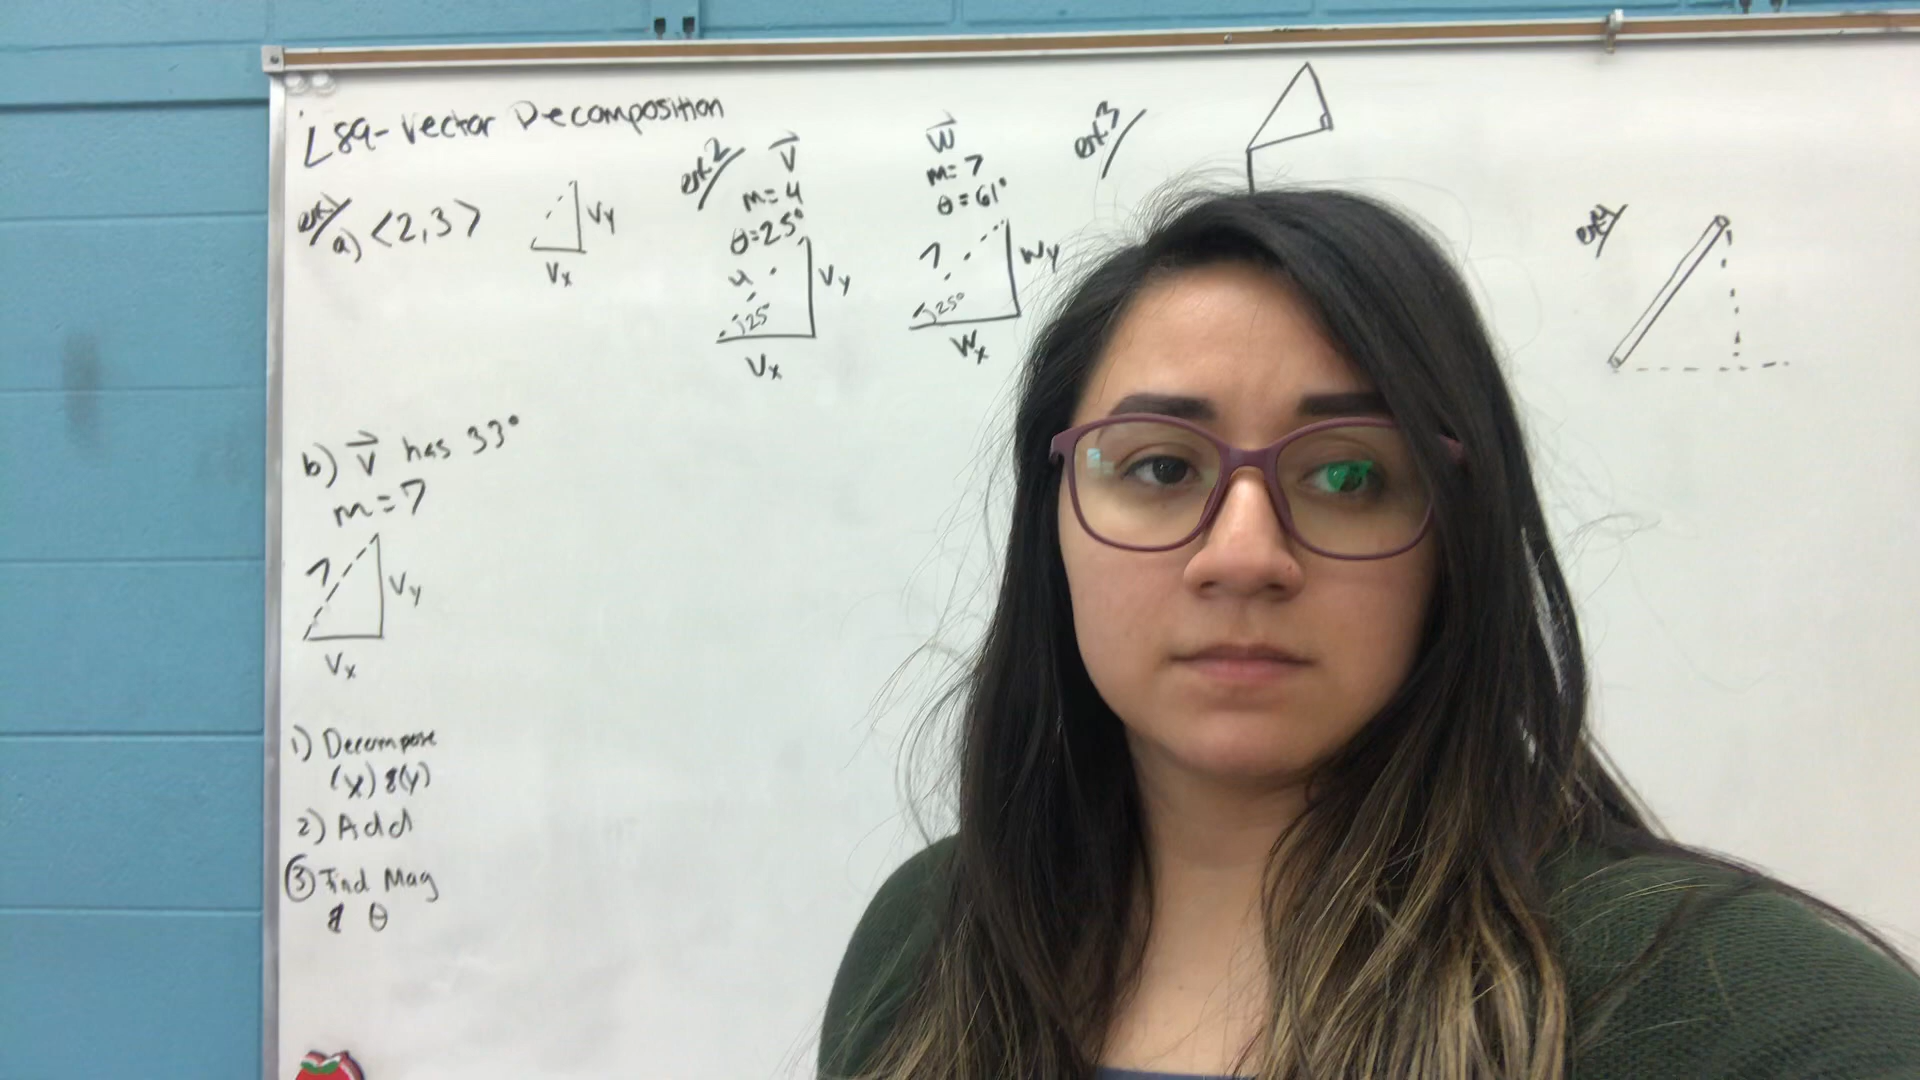 L89-Vector Decomposition
ex1/
a) <2,3>
Vy
Vx
b) V⃗ has 33°
m=7
7
Vy
Vx
1) Decompose
(x) &(y)
2) Add
③ Find Mag
& θ
ex2/
V⃗
m=4
θ=25°
4
25°
Vy
Vx
W⃗
m=7
θ=61°
7
25°
Wy
Wx
ex3/
ex4/